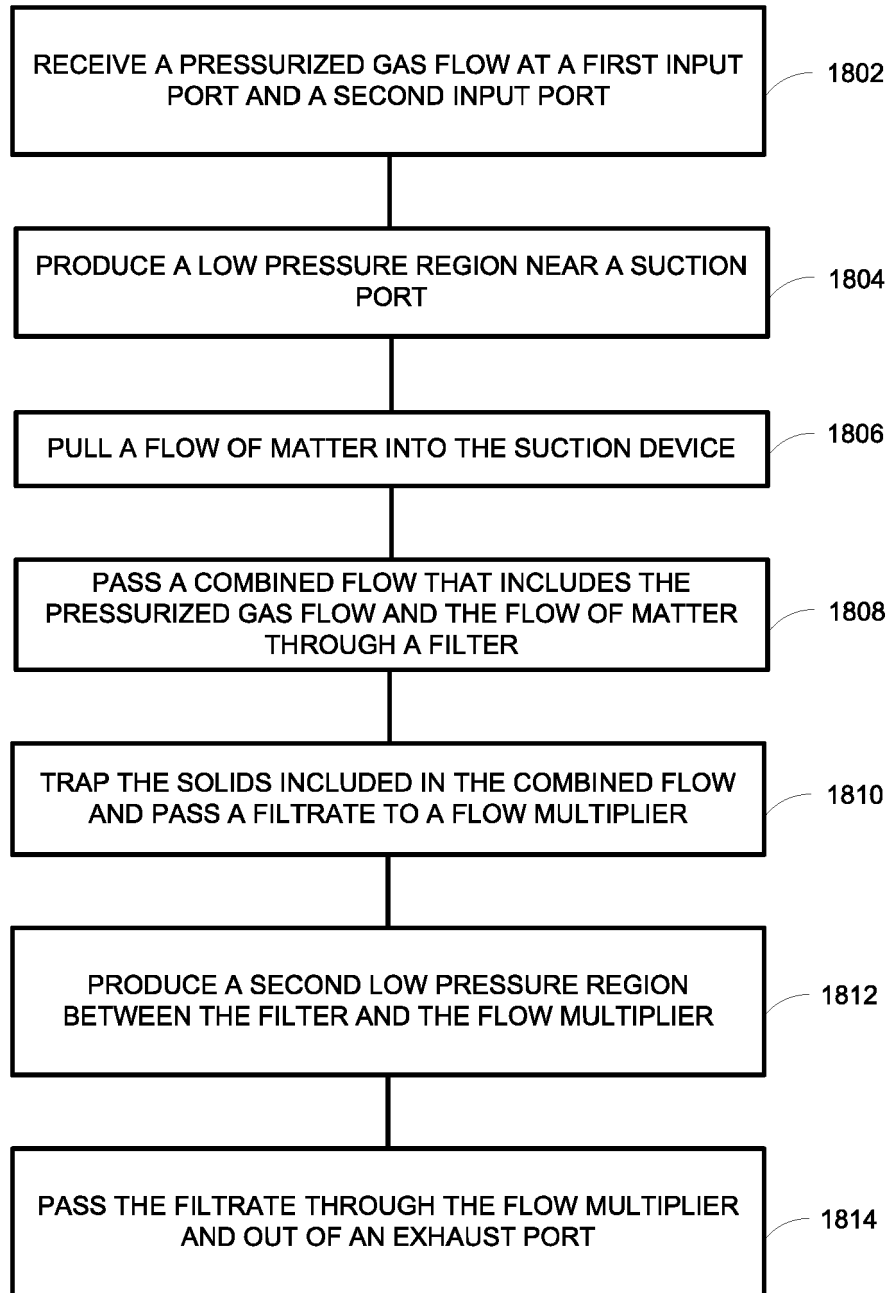 RECEIVE A PRESSURIZED GAS FLOW AT A FIRST INPUT
PORT AND A SECOND INPUT PORT
1802
PRODUCE A LOW PRESSURE REGION NEAR A SUCTION
PORT
1804
PULL A FLOW OF MATTER INTO THE SUCTION DEVICE
1806
PASS A COMBINED FLOW THAT INCLUDES THE
PRESSURIZED GAS FLOW AND THE FLOW OF MATTER
THROUGH A FILTER
1808
TRAP THE SOLIDS INCLUDED IN THE COMBINED FLOW
AND PASS A FILTRATE TO A FLOW MULTIPLIER
1810
PRODUCE A SECOND LOW PRESSURE REGION
BETWEEN THE FILTER AND THE FLOW MULTIPLIER
1812
PASS THE FILTRATE THROUGH THE FLOW MULTIPLIER
AND OUT OF AN EXHAUST PORT
1814